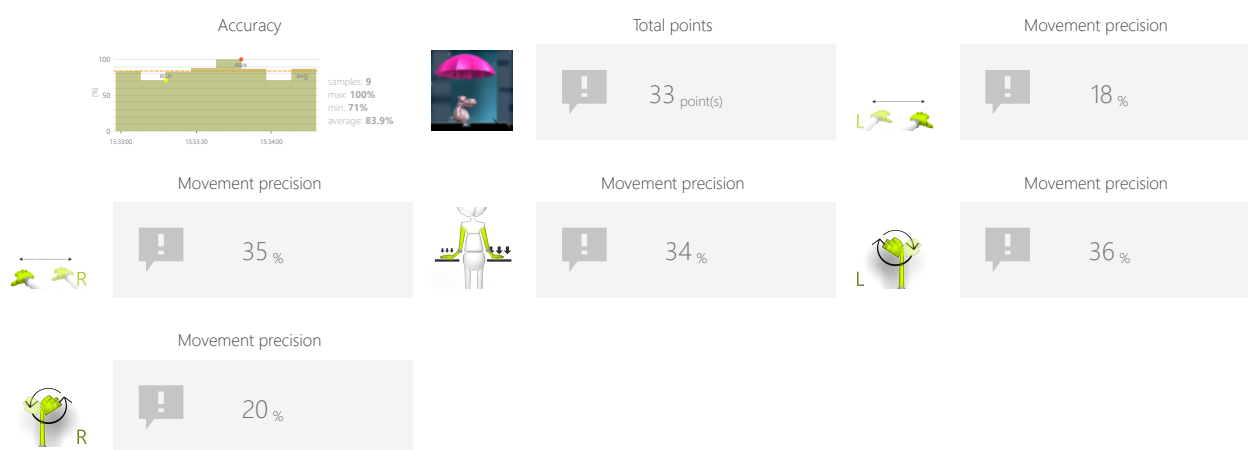 Accuracy
Total points
Movement precision
100
50
0
[%]
min
max
avg
samples: 9
max: 100%
min: 71%
average: 83.9%
15:33:00
15:33:30
15:34:00
33 point(s)
L
18 %
Movement precision
Movement precision
Movement precision
R
35 %
34 %
L
36 %
Movement precision
R
20 %